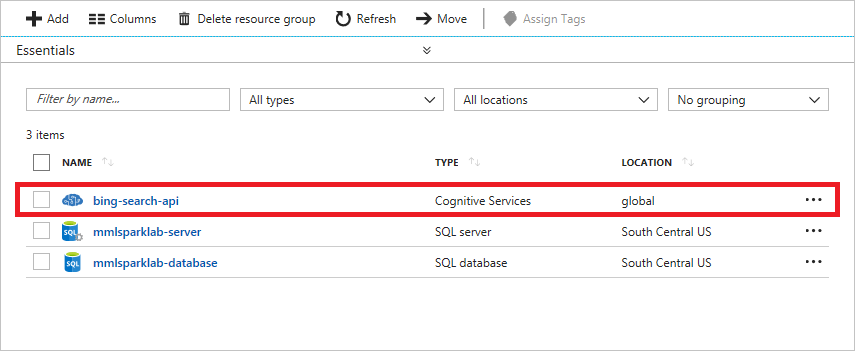 Add Columns Delete resource group Refresh Move Assign Tags
Essentials
Filter by name... All types All locations No grouping
3 items
NAME TYPE LOCATION
bing-search-api Cognitive Services global
SQL mmlsparklab-server SQL server South Central US
SQL mmlsparklab-database SQL database South Central US